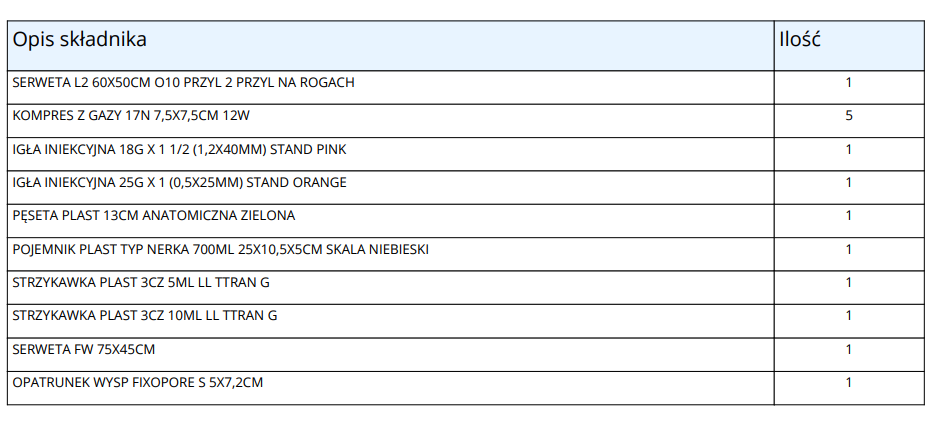 Opis składnika Ilość
SERWETA L2 60X50CM O10 PRZYL 2 PRZYL NA ROGACH 1
KOMPRES Z GAZY 17N 7,5X7,5CM 12W 5
IGŁA INIEKCYJNA 18G X 1 1/2 (1,2X40MM) STAND PINK 1
IGŁA INIEKCYJNA 25G X 1 (0,5X25MM) STAND ORANGE 1
PĘSETA PLAST 13CM ANATOMICZNA ZIELONA 1
POJEMNIK PLAST TYP NERKA 700ML 25X10,5X5CM SKALA NIEBIESKI 1
STRZYKAWKA PLAST 3CZ 5ML LL TTRAN G 1
STRZYKAWKA PLAST 3CZ 10ML LL TTRAN G 1
SERWETA FW 75X45CM 1
OPATRUNEK WYSP FIXOPORE S 5X7,2CM 1